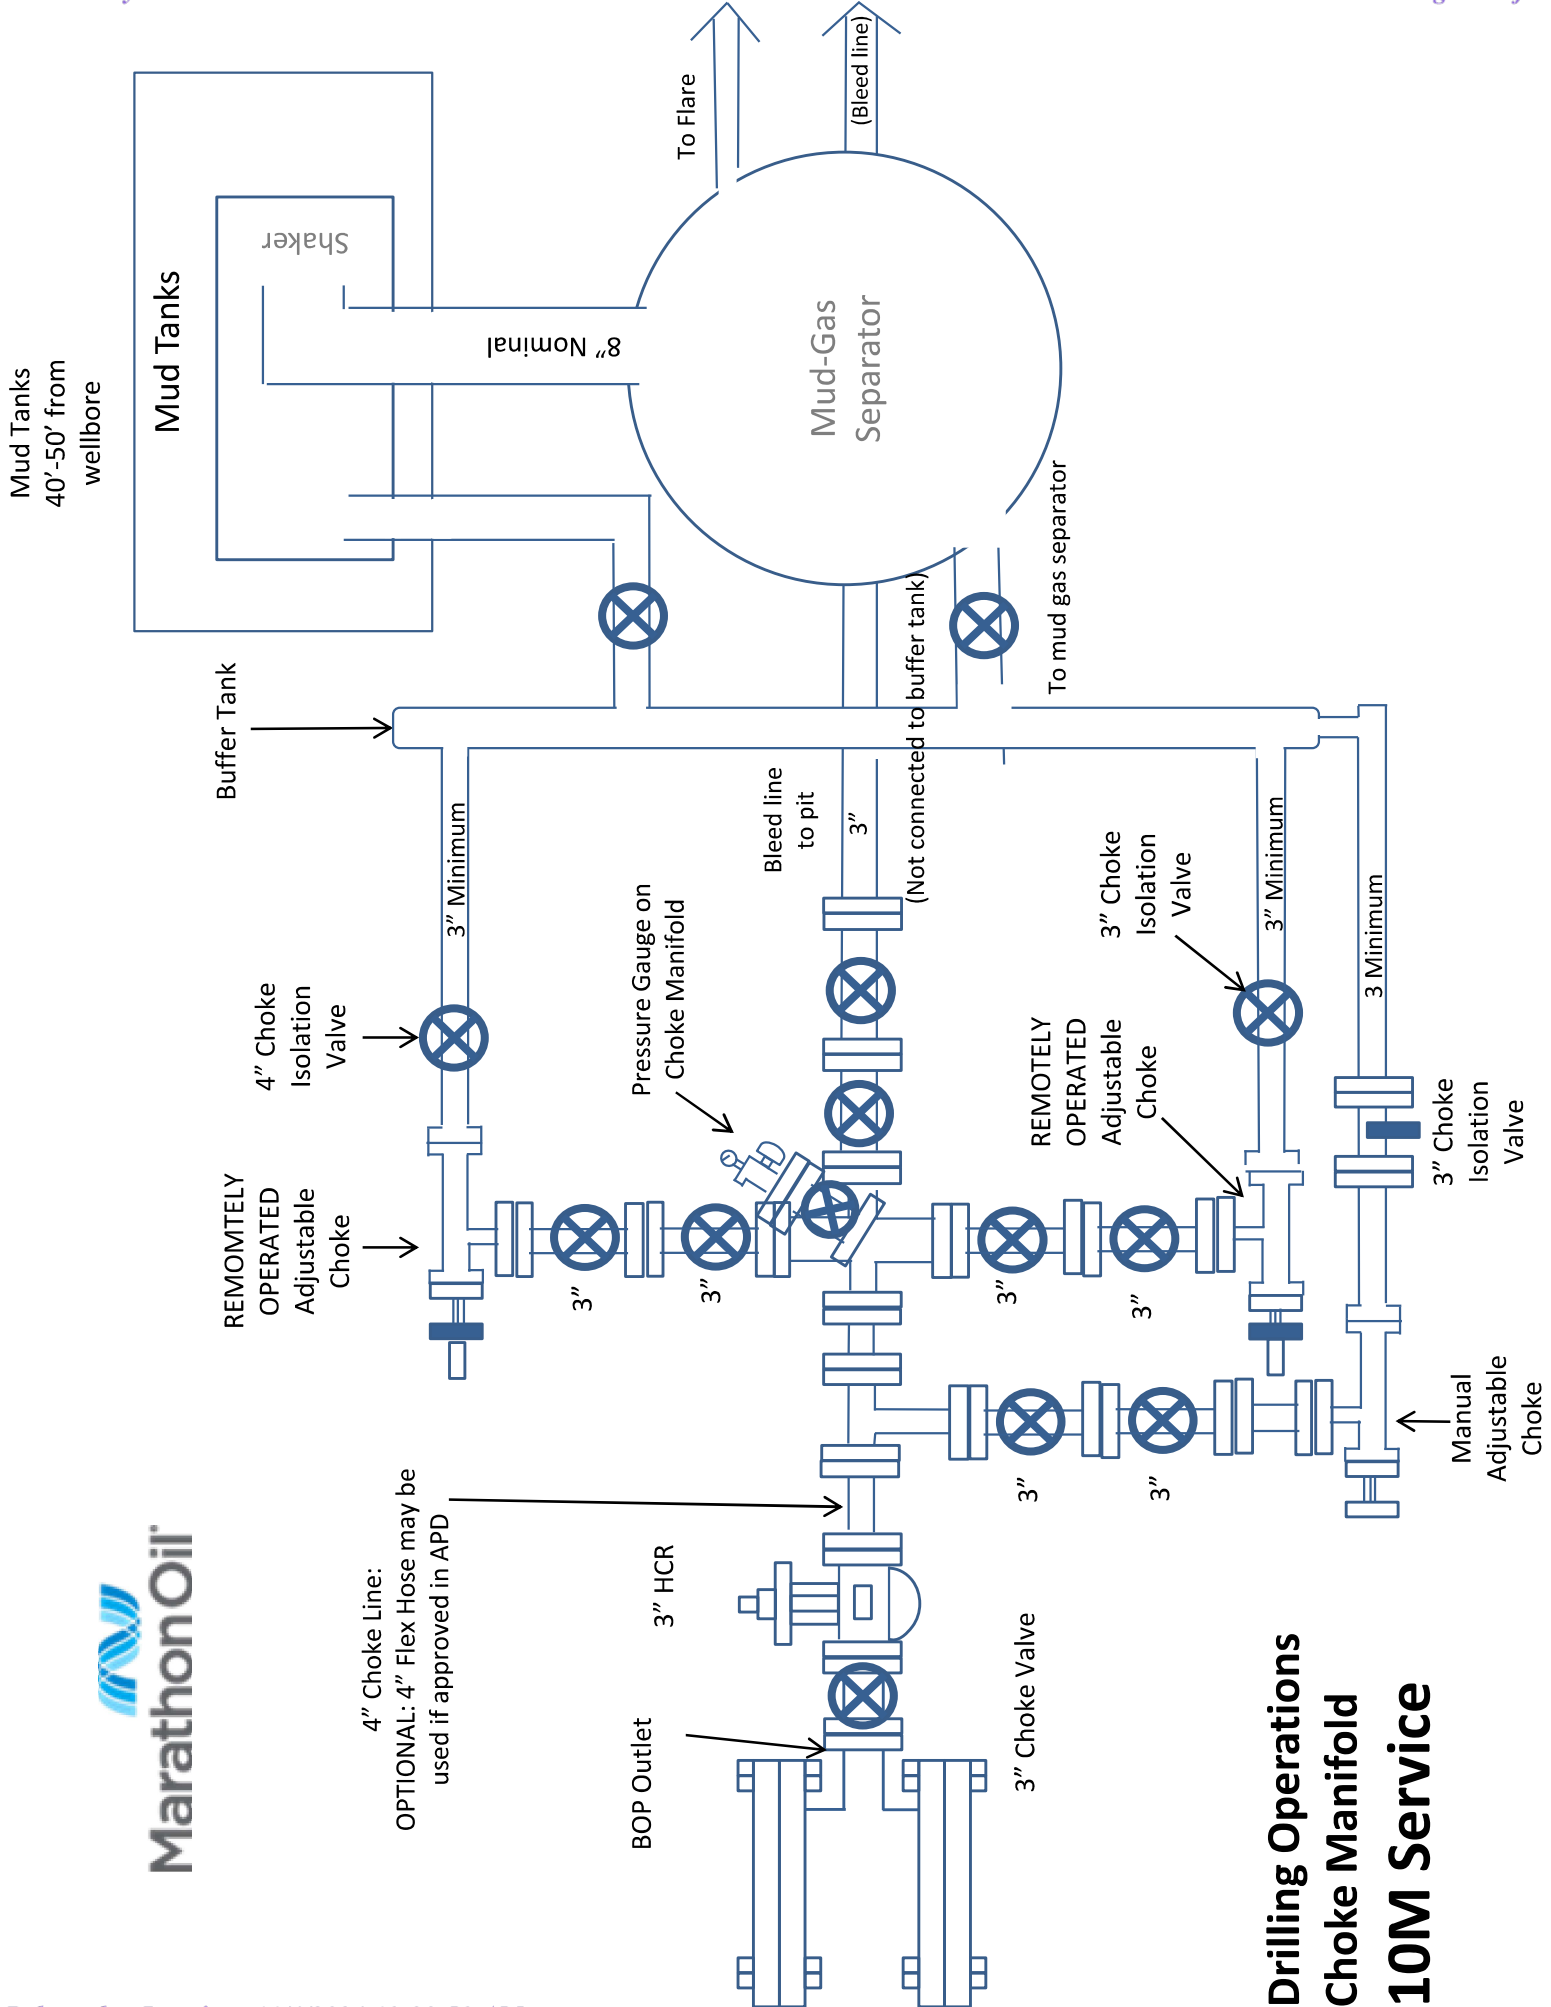 MarathonOil
Drilling Operations
Choke Manifold
10M Service
4” Choke Line:
OPTIONAL: 4” Flex Hose may be
used if approved in APD
BOP Outlet
3” HCR
3” Choke Valve
REMOMTELY
OPERATED
Adjustable
Choke
4” Choke
Isolation
Valve
3” Minimum
Buffer Tank
Mud Tanks
40’-50’ from
wellbore
Mud Tanks
Shaker
8” Nominal
To Flare
(Bleed line)
Mud-Gas
Separator
To mud gas separator
(Not connected to buffer tank)
Bleed line
to pit
3”
Pressure Gauge on
Choke Manifold
3”
3”
3”
3”
3”
3”
REMOTELY
OPERATED
Adjustable
Choke
3” Choke
Isolation
Valve
3” Minimum
3 Minimum
3” Choke
Isolation
Valve
Manual
Adjustable
Choke